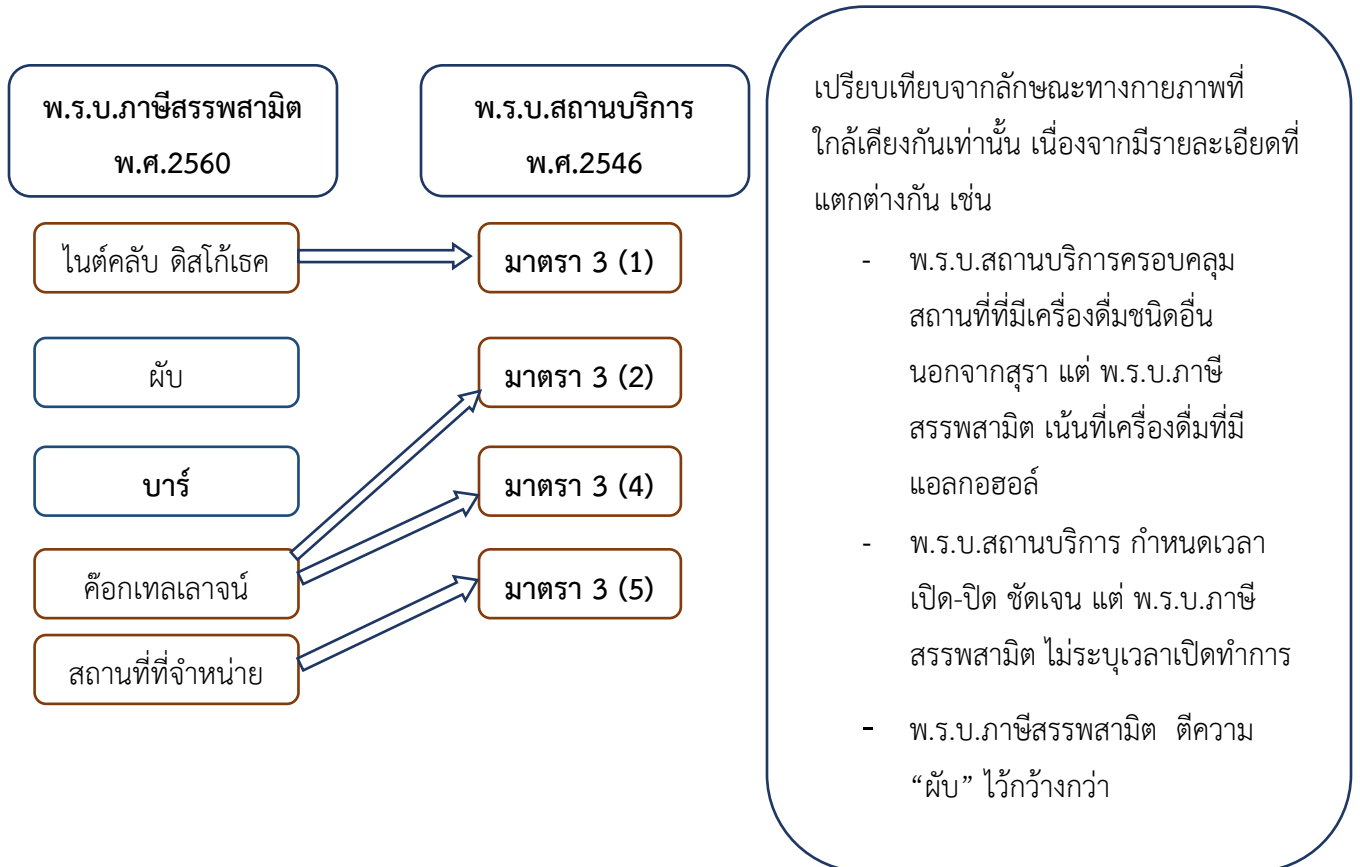 พ.ร.บ.ภาษีสรรพสามิต
พ.ศ.2560
พ.ร.บ.สถานบริการ
พ.ศ.2546
ไนต์คลับ ดิสโก้เธค
มาตรา 3 (1)
ผับ
มาตรา 3 (2)
บาร์
มาตรา 3 (4)
ค๊อกเทลเลาจน์
มาตรา 3 (5)
สถานที่ที่จำหน่าย
เปรียบเทียบจากลักษณะทางกายภาพที่
ใกล้เคียงกันเท่านั้น เนื่องจากมีรายละเอียดที่
แตกต่างกัน เช่น
- พ.ร.บ.สถานบริการครอบคลุม
สถานที่ที่มีเครื่องดื่มชนิดอื่น
นอกจากสุรา แต่ พ.ร.บ.ภาษี
สรรพสามิต เน้นที่เครื่องดื่มที่มี
แอลกอฮอล์
- พ.ร.บ.สถานบริการ กำหนดเวลา
เปิด-ปิด ชัดเจน แต่ พ.ร.บ.ภาษี
สรรพสามิต ไม่ระบุเวลาเปิดทำการ
- พ.ร.บ.ภาษีสรรพสามิต ตีความ
“ผับ” ไว้กว้างกว่า